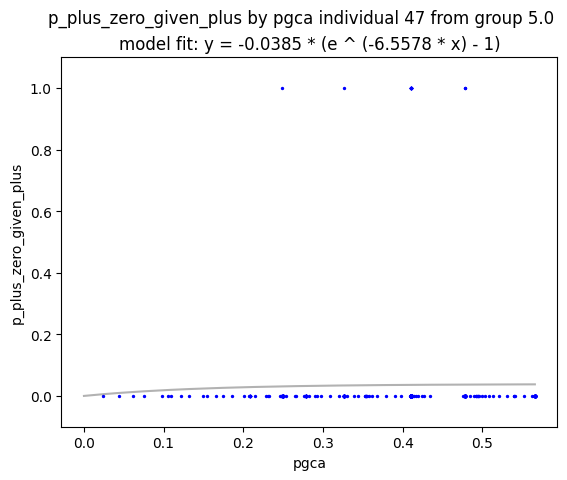 p_plus_zero_given_plus by pgca individual 47 from group 5.0
model fit: y = -0.0385 * (e ^ (-6.5578 * x) - 1)
1.0
0.8
0.6
0.4
0.2
0.0
p_plus_zero_given_plus
0.0 0.1 0.2 0.3 0.4 0.5
pgca